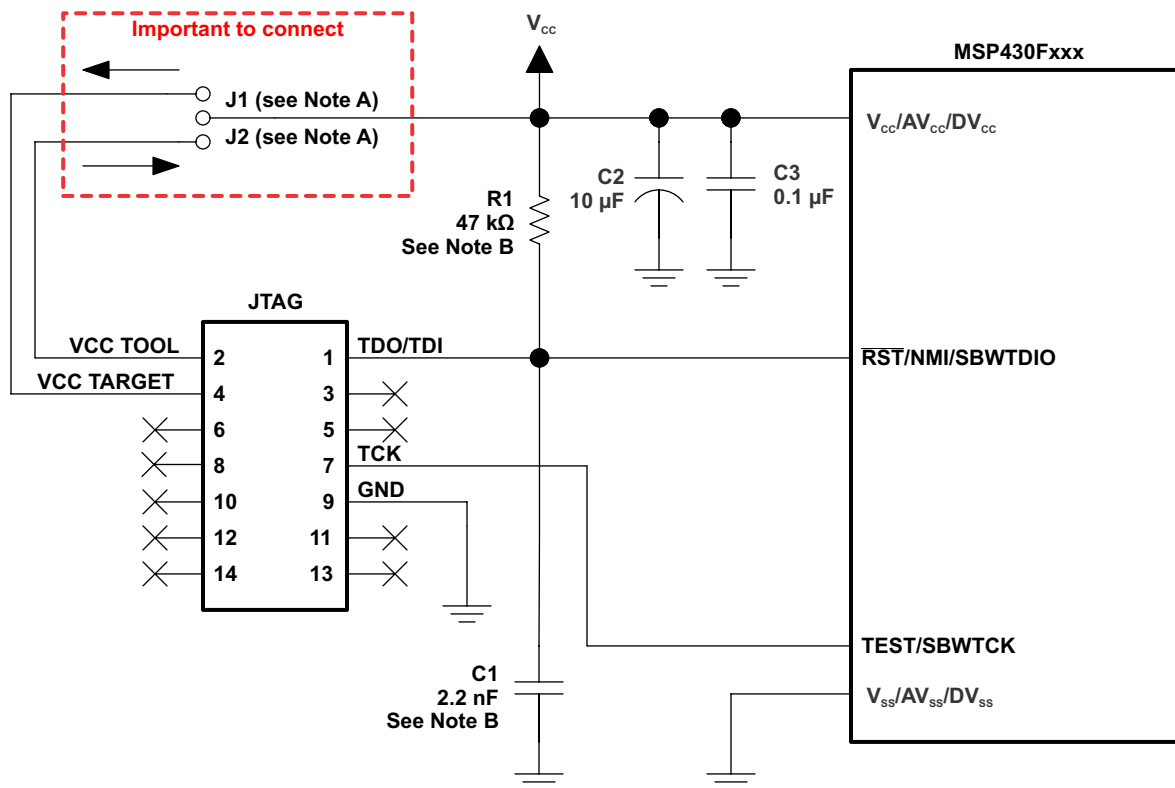 Important to connect
J1 (see Note A)
J2 (see Note A)
Vcc
MSP430Fxxx
Vcc/AVcc/DVcc
C2
10 µF
C3
0.1 µF
R1
47 kΩ
See Note B
JTAG
VCC TOOL
2
1
TDO/TDI
RST/NMI/SBWTDIO
VCC TARGET
4
3
6
5
8
7
TCK
10
9
GND
12
11
14
13
TEST/SBWTCK
C1
2.2 nF
See Note B
Vss/AVss/DVss